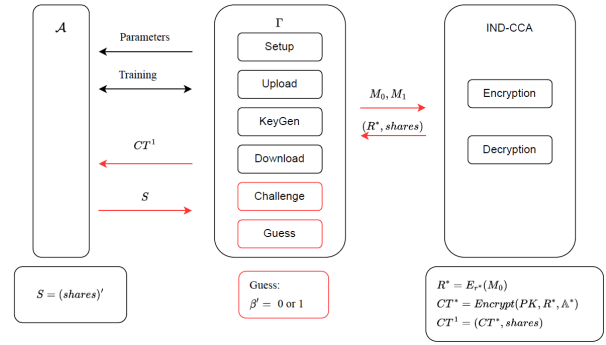 𝒜
Γ
IND-CCA
Parameters
Setup
Training
Upload
M₀, M₁
Encryption
KeyGen
(R*, shares)
CT¹
Download
Decryption
S
Challenge
Guess
S = (shares)′
Guess:
β′ = 0 or 1
R* = E_r*(M₀)
CT* = Encrypt(PK, R*, 𝔸*)
CT¹ = (CT*, shares)